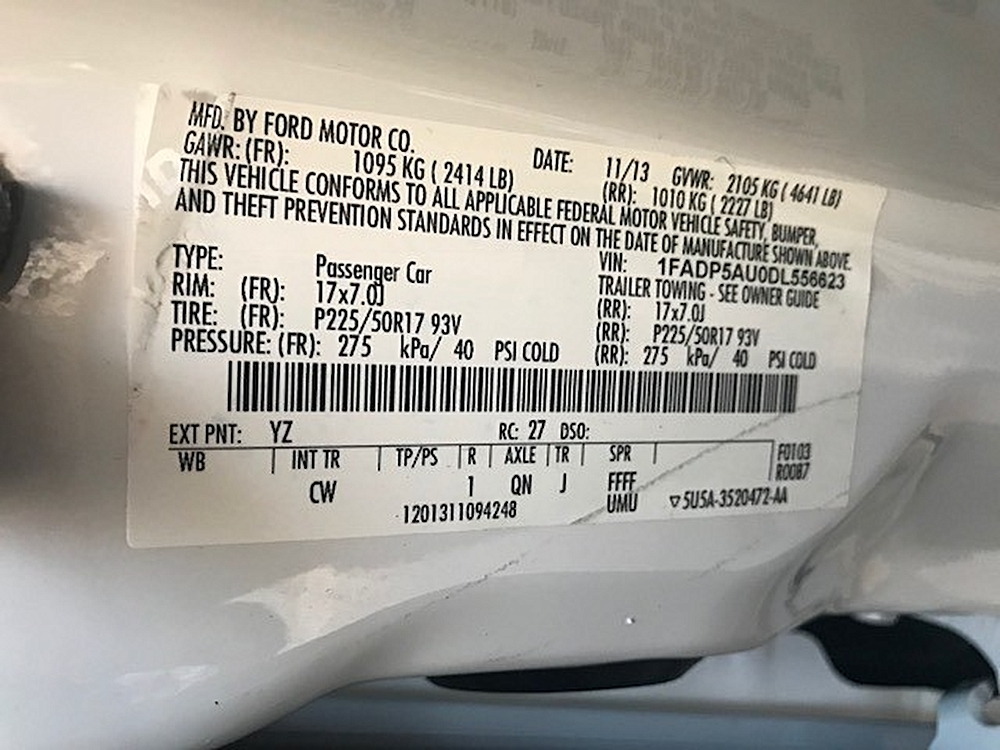 MFD. BY FORD MOTOR CO.
DATE: 11/13 GVWR: 2105 KG ( 4641 LB)
GAWR: (FR): 1095 KG ( 2414 LB) (RR): 1010 KG ( 2227 LB)
THIS VEHICLE CONFORMS TO ALL APPLICABLE FEDERAL MOTOR VEHICLE SAFETY, BUMPER,
AND THEFT PREVENTION STANDARDS IN EFFECT ON THE DATE OF MANUFACTURE SHOWN ABOVE.
VIN: 1FADP5AU0DL556623
TYPE: Passenger Car TRAILER TOWING - SEE OWNER GUIDE
RIM: (FR): 17x7.0J (RR): 17x7.0J
TIRE: (FR): P225/50R17 93V (RR): P225/50R17 93V
PRESSURE: (FR): 275 kPa/ 40 PSI COLD (RR): 275 kPa/ 40 PSI COLD
EXT PNT: YZ RC: 27 DSO:
WB INT TR TP/PS R AXLE TR SPR F0103
R0087
CW 1 QN J FFFF
UMU
1201311094248 ▽5U5A-3520472-AA